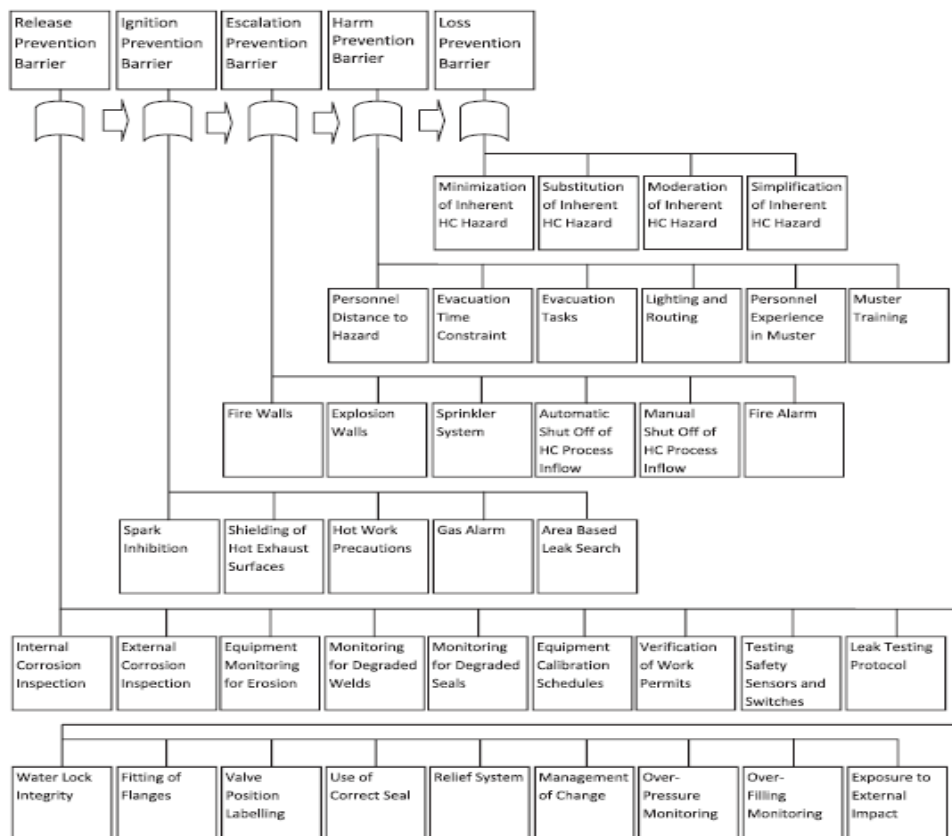 Release
Prevention
Barrier
Ignition
Prevention
Barrier
Escalation
Prevention
Barrier
Harm
Prevention
Barrier
Loss
Prevention
Barrier
Minimization
of Inherent
HC Hazard
Substitution
of Inherent
HC Hazard
Moderation
of Inherent
HC Hazard
Simplification
of Inherent
HC Hazard
Personnel
Distance to
Hazard
Evacuation
Time
Constraint
Evacuation
Tasks
Lighting and
Routing
Personnel
Experience
in Muster
Muster
Training
Fire Walls
Explosion
Walls
Sprinkler
System
Automatic
Shut Off of
HC Process
Inflow
Manual
Shut Off of
HC Process
Inflow
Fire Alarm
Spark
Inhibition
Shielding of
Hot Exhaust
Surfaces
Hot Work
Precautions
Gas Alarm
Area Based
Leak Search
Internal
Corrosion
Inspection
External
Corrosion
Inspection
Equipment
Monitoring
for Erosion
Monitoring
for Degraded
Welds
Monitoring
for Degraded
Seals
Equipment
Calibration
Schedules
Verification
of Work
Permits
Testing
Safety
Sensors and
Switches
Leak Testing
Protocol
Water Lock
Integrity
Fitting of
Flanges
Valve
Position
Labelling
Use of
Correct Seal
Relief System
Management
of Change
Over-
Pressure
Monitoring
Over-
Filling
Monitoring
Exposure to
External
Impact